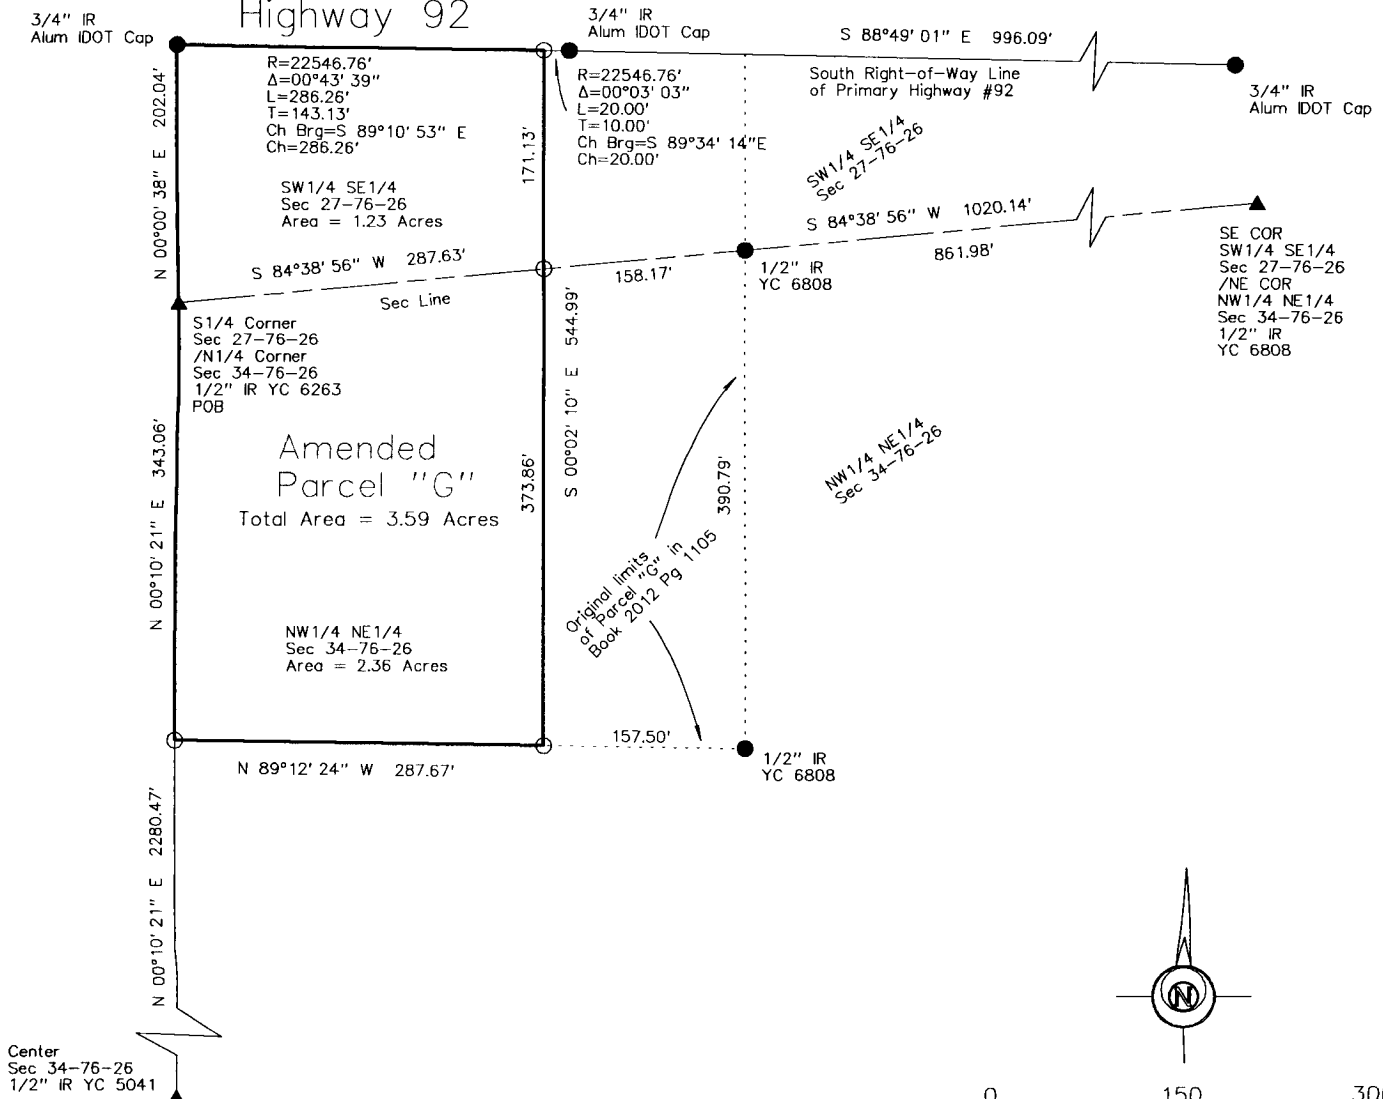 Highway 92
3/4" IR
Alum IDOT Cap
3/4" IR
Alum IDOT Cap
S 88°49' 01" E 996.09'
South Right-of-Way Line
of Primary Highway #92
3/4" IR
Alum IDOT Cap
R=22546.76'
Δ=00°43' 39"
L=286.26'
T=143.13'
Ch Brg=S 89°10' 53" E
Ch=286.26'
R=22546.76'
Δ=00°03' 03"
L=20.00'
T=10.00'
Ch Brg=S 89°34' 14"E
Ch=20.00'
N 00°00' 38" E 202.04'
171.13'
SW1/4 SE1/4
Sec 27-76-26
Area = 1.23 Acres
SW1/4 SE1/4
Sec 27-76-26
S 84°38' 56" W 287.63'
Sec Line
158.17'
1/2" IR
YC 6808
S 84°38' 56" W 1020.14'
861.98'
SE COR
SW1/4 SE1/4
Sec 27-76-26
/NE COR
NW1/4 NE1/4
Sec 34-76-26
1/2" IR
YC 6808
S1/4 Corner
Sec 27-76-26
/N1/4 Corner
Sec 34-76-26
1/2" IR YC 6263
POB
N 00°10' 21" E 343.06'
Amended
Parcel "G"
Total Area = 3.59 Acres
373.86'
S 00°02' 10" E 544.99'
390.79'
Original limits
of Parcel "G" in
Book 2012 Pg 1105
NW1/4 NE1/4
Sec 34-76-26
NW1/4 NE1/4
Sec 34-76-26
Area = 2.36 Acres
157.50'
1/2" IR
YC 6808
N 89°12' 24" W 287.67'
N 00°10' 21" E 2280.47'
N
Center
Sec 34-76-26
1/2" IR YC 5041
0 150